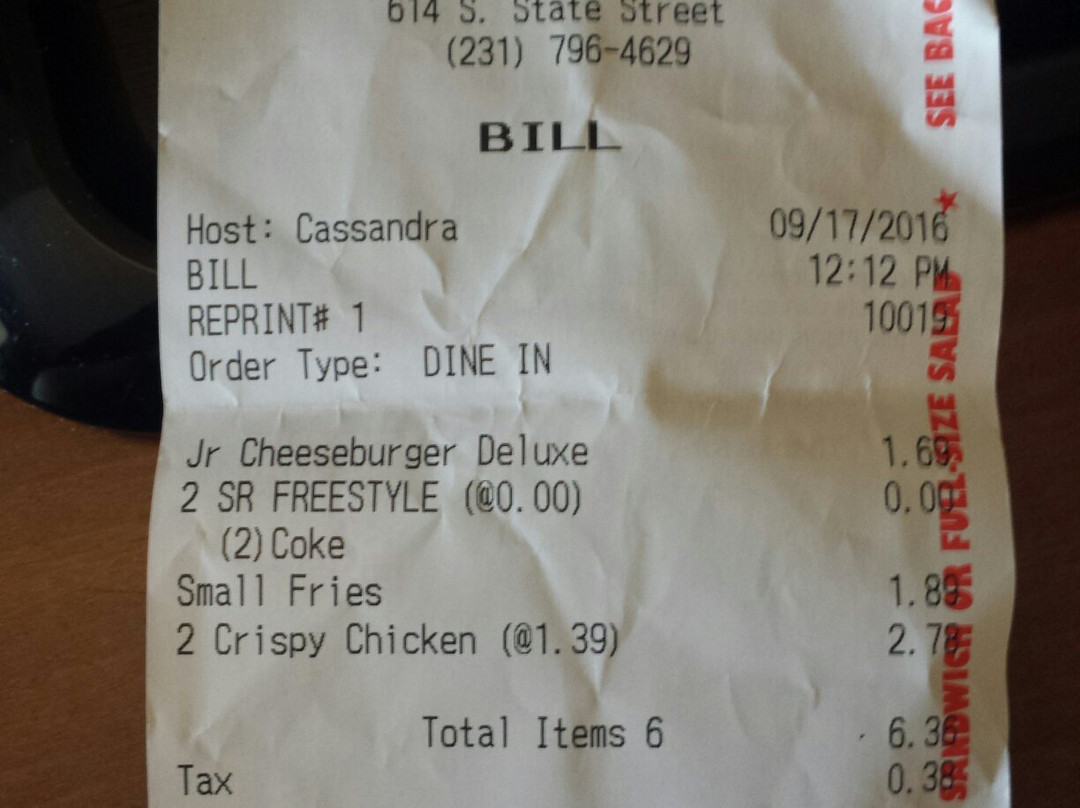 614 S. State Street
(231) 796-4629
BILL
Host: Cassandra 09/17/2016
BILL 12:12 PM
REPRINT# 1 10019
Order Type: DINE IN
Jr Cheeseburger Deluxe 1.69
2 SR FREESTYLE (@0.00) 0.00
(2)Coke
Small Fries 1.89
2 Crispy Chicken (@1.39) 2.78
Total Items 6 6.36
Tax 0.38
SANDWICH OR FULL-SIZE SALAD ★ SEE